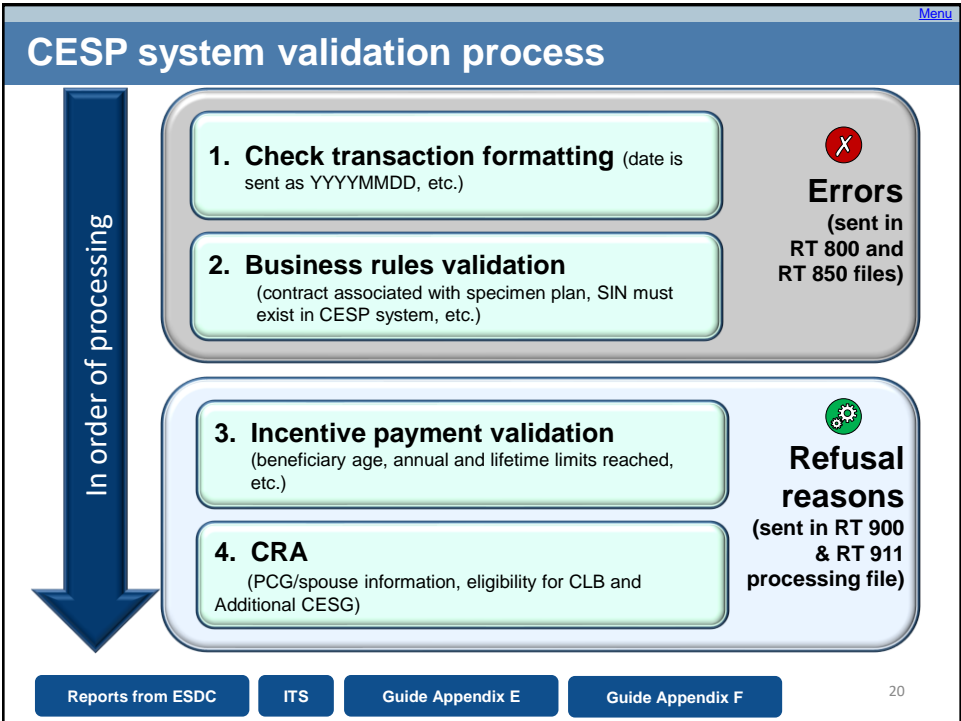 Menu
CESP system validation process
In order of processing
1. Check transaction formatting (date is
sent as YYYYMMDD, etc.)
2. Business rules validation
(contract associated with specimen plan, SIN must
exist in CESP system, etc.)
✗
Errors
(sent in
RT 800 and
RT 850 files)
3. Incentive payment validation
(beneficiary age, annual and lifetime limits reached,
etc.)
4. CRA
(PCG/spouse information, eligibility for CLB and
Additional CESG)
Refusal
reasons
(sent in RT 900
& RT 911
processing file)
Reports from ESDC
ITS
Guide Appendix E
Guide Appendix F
20